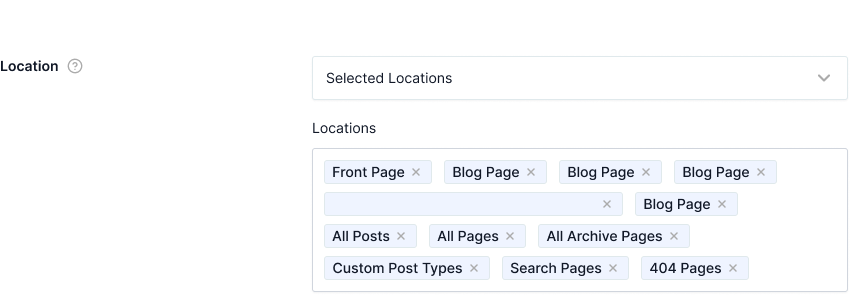 Location
Selected Locations
Locations
Front Page × Blog Page × Blog Page × Blog Page ×
× Blog Page ×
All Posts × All Pages × All Archive Pages ×
Custom Post Types × Search Pages × 404 Pages ×